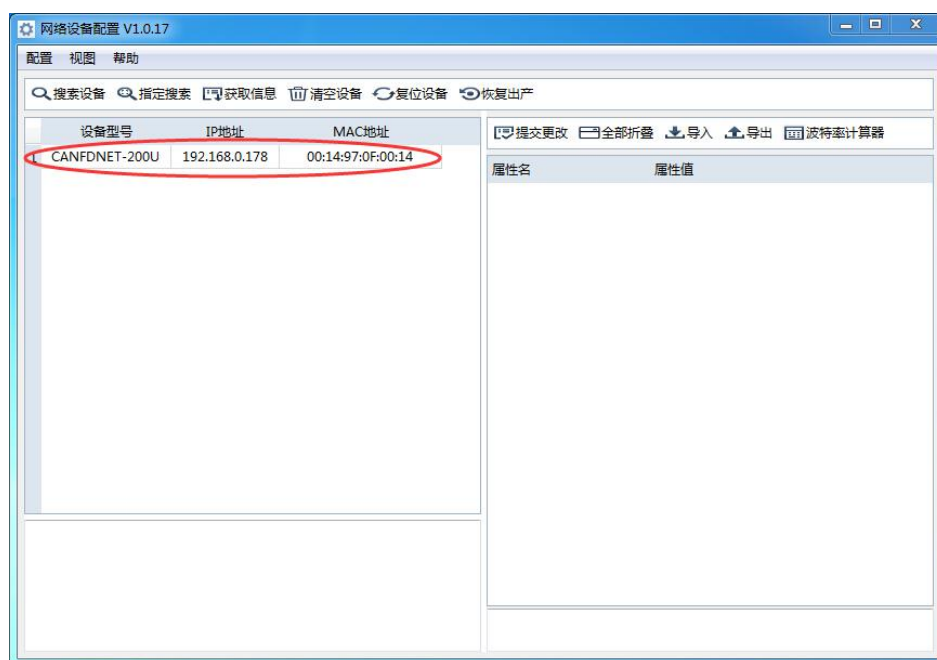 网络设备配置 V1.0.17
配置 视图 帮助
搜索设备 指定搜索 获取信息 清空设备 复位设备 恢复出产
提交更改 全部折叠 导入 导出 波特率计算器
设备型号 IP地址 MAC地址
1 CANFDNET-200U 192.168.0.178 00:14:97:0F:00:14
属性名 属性值